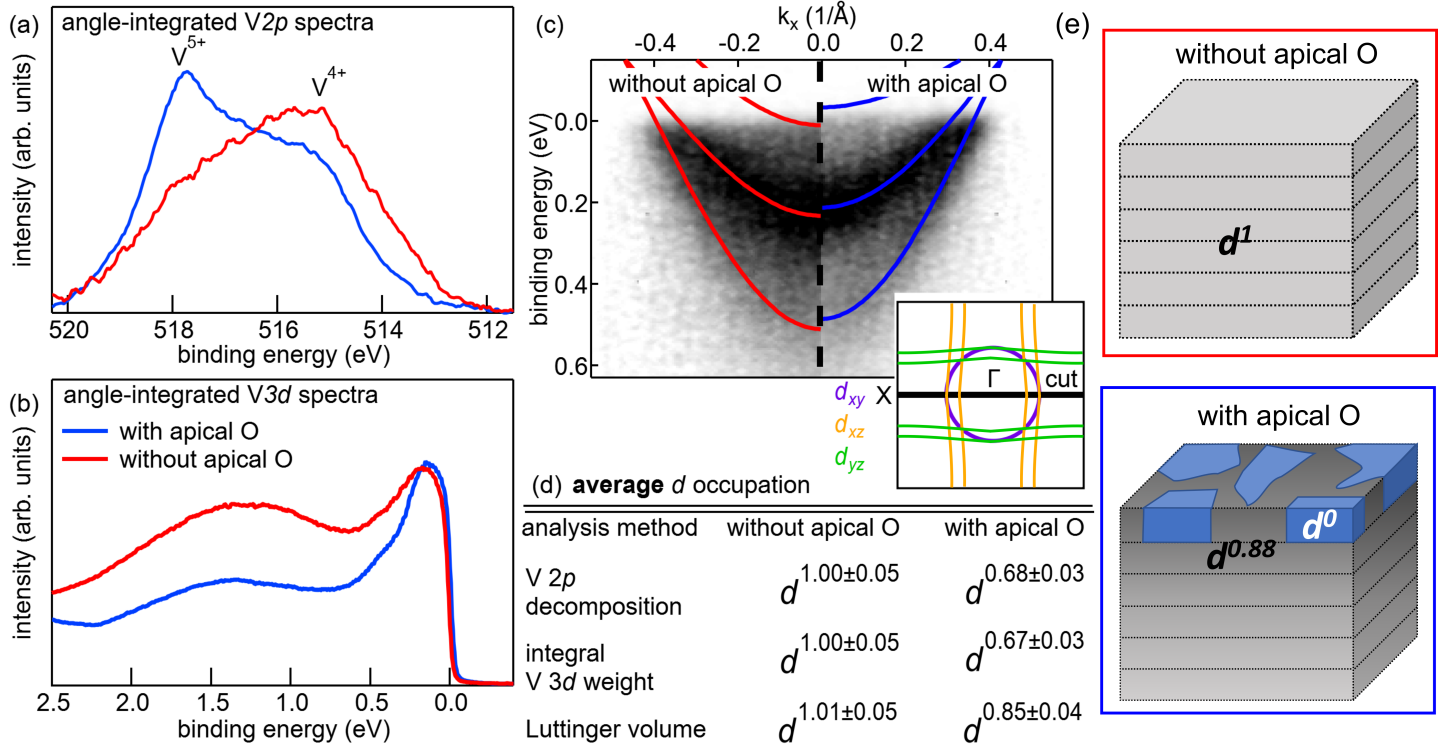 (a)
angle-integrated V2p spectra
V5+
V4+
intensity (arb. units)
520 518 516 514 512
binding energy (eV)
(b)
angle-integrated V3d spectra
with apical O
without apical O
intensity (arb. units)
2.5 2.0 1.5 1.0 0.5 0.0
binding energy (eV)
(c)
kx (1/Å)
-0.4 -0.2 0.0 0.2 0.4
without apical O
with apical O
binding energy (eV)
0.0
0.2
0.4
0.6
Γ
X
cut
dxy
dxz
dyz
(d) average d occupation
analysis method without apical O with apical O
V 2p
decomposition
d1.00±0.05 d0.68±0.03
integral
V 3d weight
d1.00±0.05 d0.67±0.03
Luttinger volume d1.01±0.05 d0.85±0.04
(e)
without apical O
d1
with apical O
d0
d0.88